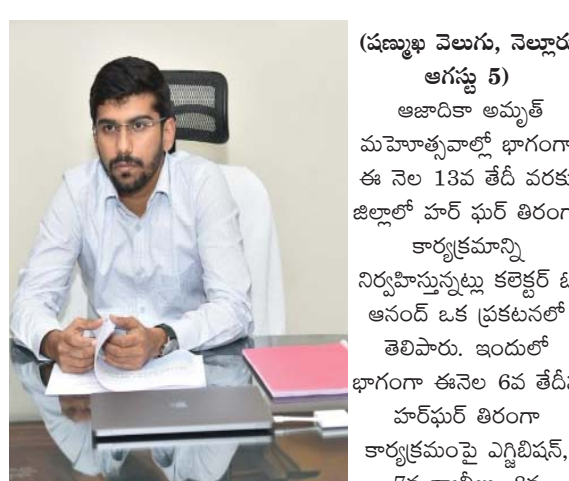 (షణ్ముఖ వెలుగు, నెల్లూరు
ఆగస్టు 5)
ఆజాదికా అమృత్
మహెూత్సవాల్లో భాగంగా
ఈ నెల 13వ తేదీ వరకు
జిల్లాలో హర్ ఘర్ తిరంగా
కార్యక్రమాన్ని
నిర్వహిస్తున్నట్లు కలెక్టర్ ఓ
ఆనంద్ ఒక ప్రకటనలో
తెలిపారు. ఇందులో
భాగంగా ఈనెల 6వ తేదీన
హర్‌ఘర్ తిరంగా
కార్యక్రమంపై ఎగ్జిబిషన్,